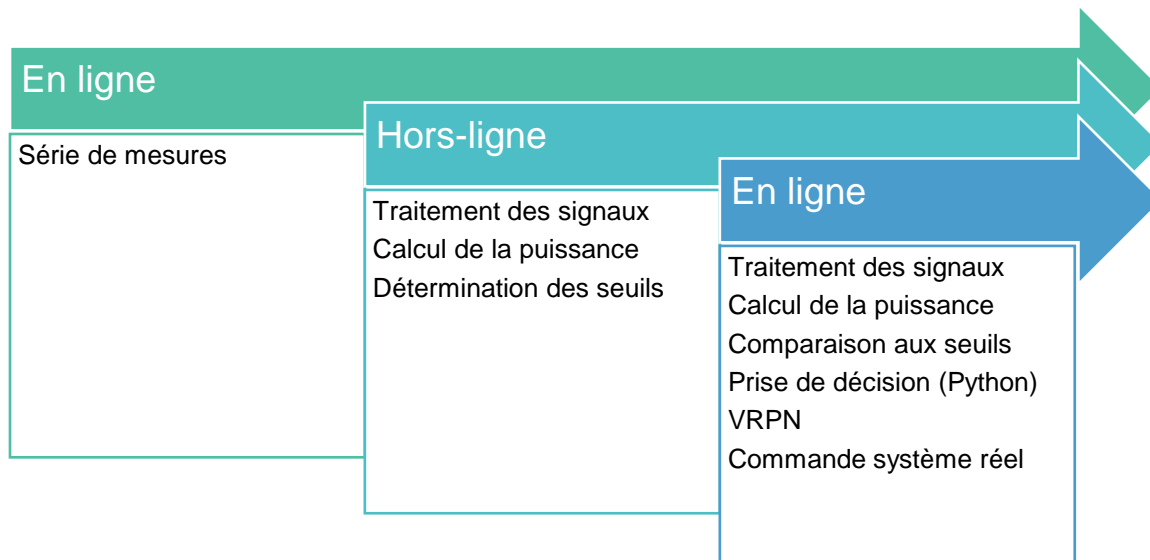 En ligne
Série de mesures
Hors-ligne
Traitement des signaux
Calcul de la puissance
Détermination des seuils
En ligne
Traitement des signaux
Calcul de la puissance
Comparaison aux seuils
Prise de décision (Python)
VRPN
Commande système réel